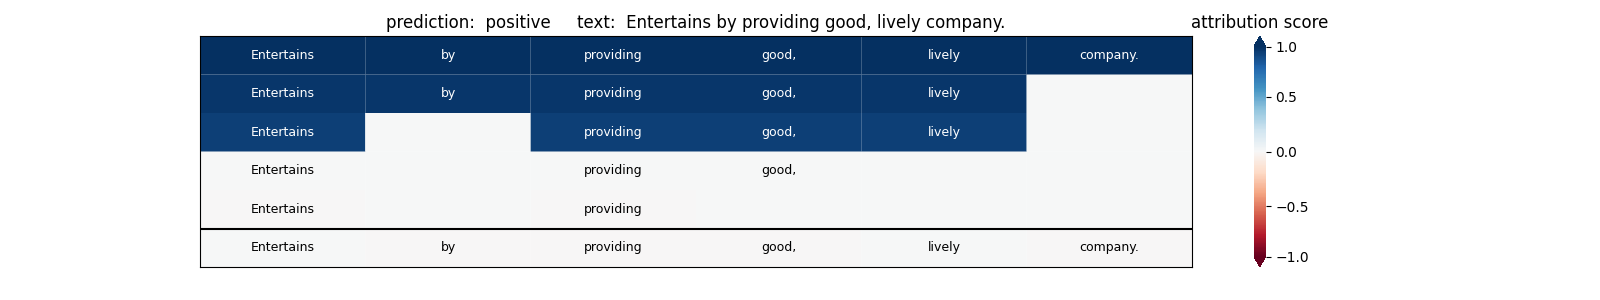 prediction:  positive     text:  Entertains by providing good, lively company.
attribution score
Entertains by providing good, lively company.
Entertains by providing good, lively
Entertains providing good, lively
Entertains providing good,
Entertains providing
Entertains by providing good, lively company.
1.0
0.5
0.0
−0.5
−1.0